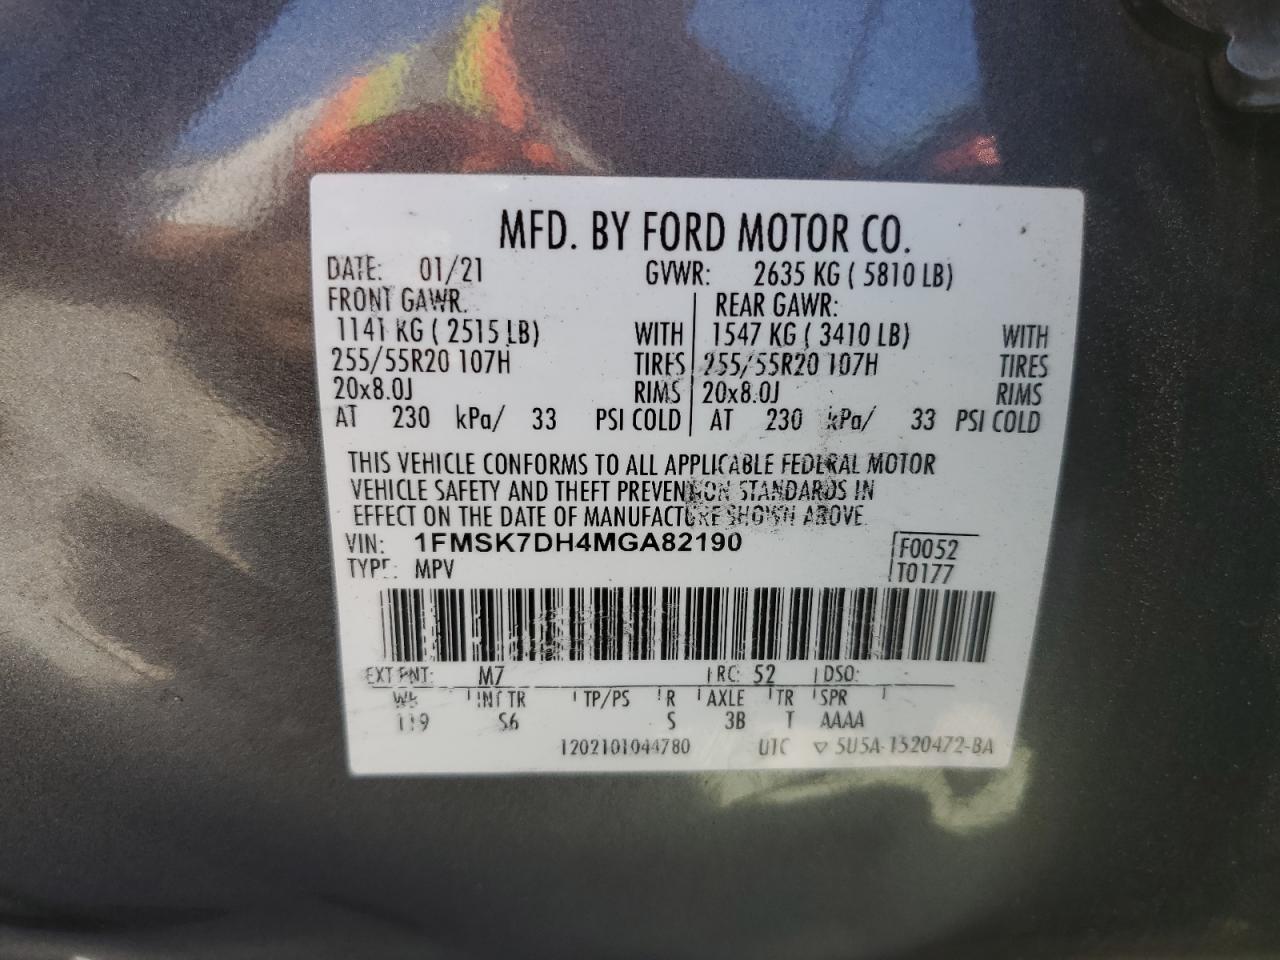 MFD. BY FORD MOTOR CO.
DATE: 01/21 GVWR: 2635 KG ( 5810 LB)
FRONT GAWR: REAR GAWR:
1141 KG ( 2515 LB) WITH 1547 KG ( 3410 LB) WITH
255/55R20 107H TIRES 255/55R20 107H TIRES
20x8.0J RIMS 20x8.0J RIMS
AT 230 kPa/ 33 PSI COLD AT 230 kPa/ 33 PSI COLD
THIS VEHICLE CONFORMS TO ALL APPLICABLE FEDERAL MOTOR
VEHICLE SAFETY AND THEFT PREVENTION STANDARDS IN
EFFECT ON THE DATE OF MANUFACTURE SHOWN ABOVE.
VIN: 1FMSK7DH4MGA82190 F0052
TYPE: MPV T0177
EXT PNT: M7 RC: 52 DSO:
WB INT TR TP/PS R AXLE TR SPR
119 S6 S 3B T AAAA
1202101044780 UTC ▽ 5U5A-1520472-BA